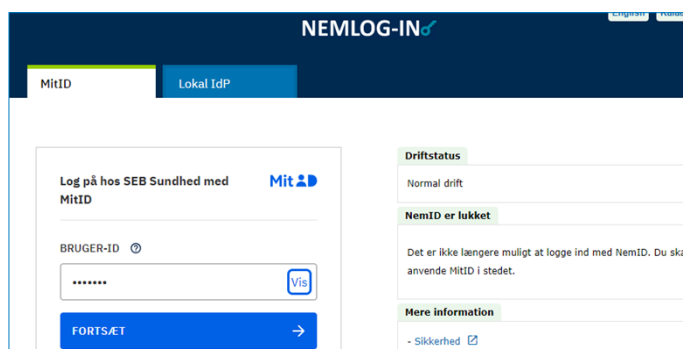 English
NEMLOG-IN
MitID
Lokal IdP
Log på hos SEB Sundhed med
MitID
Mit
BRUGER-ID
•••••••
Vis
FORTSÆT
Driftstatus
Normal drift
NemID er lukket
Det er ikke længere muligt at logge ind med NemID. Du ska
anvende MitID i stedet.
Mere information
- Sikkerhed